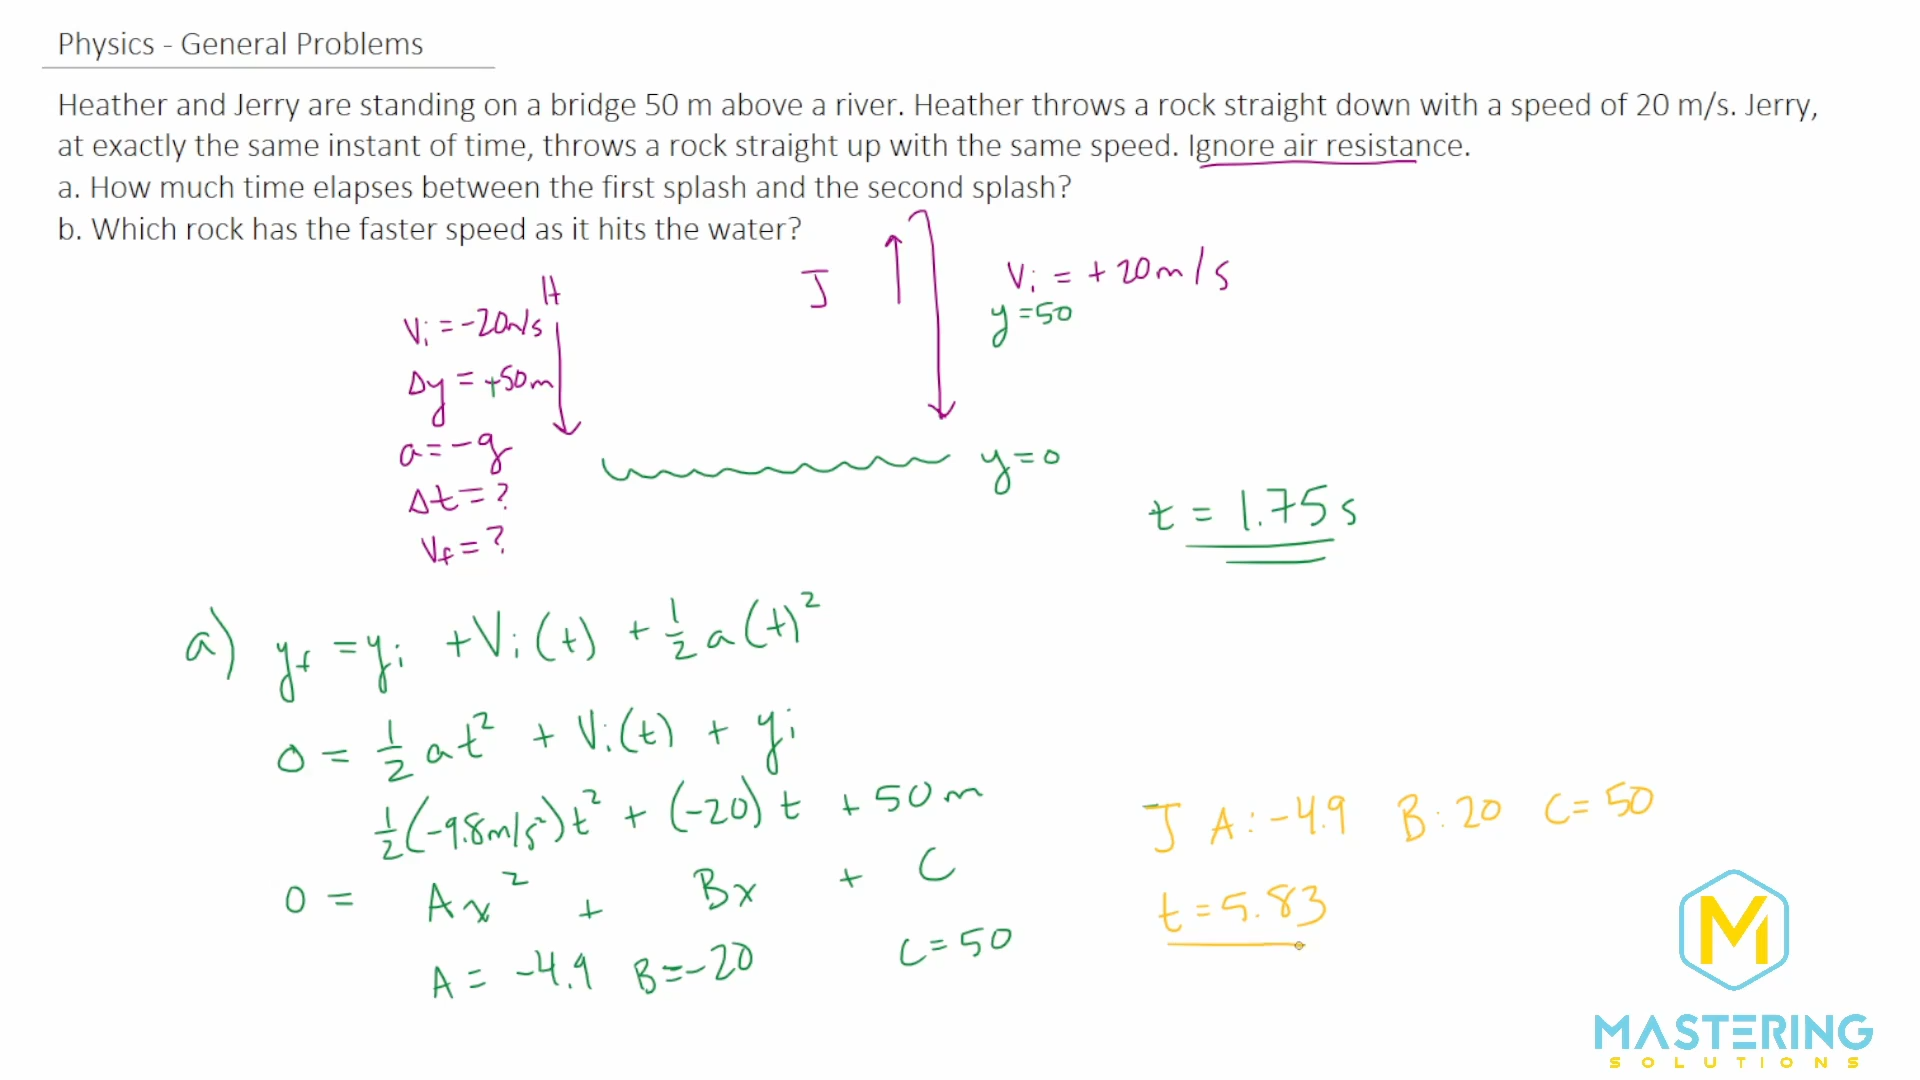 Physics - General Problems
Heather and Jerry are standing on a bridge 50 m above a river. Heather throws a rock straight down with a speed of 20 m/s. Jerry,
at exactly the same instant of time, throws a rock straight up with the same speed. Ignore air resistance.
a. How much time elapses between the first splash and the second splash?
b. Which rock has the faster speed as it hits the water?
H
Vi = -20m/s
Δy = +50m
a = -g
Δt = ?
Vf = ?
J
Vi = +20m/s
y=50
y=0
t = 1.75 s
a) yf = yi + Vi(t) + 1/2 a(t)²
0 = 1/2 at² + Vi(t) + yi
1/2(-9.8m/s²)t² + (-20)t + 50m
0 = Ax² + Bx + C
A = -4.9 B=-20 C=50
J A: -4.9 B: 20 C= 50
t = 5.83
MASTERING
SOLUTIONS